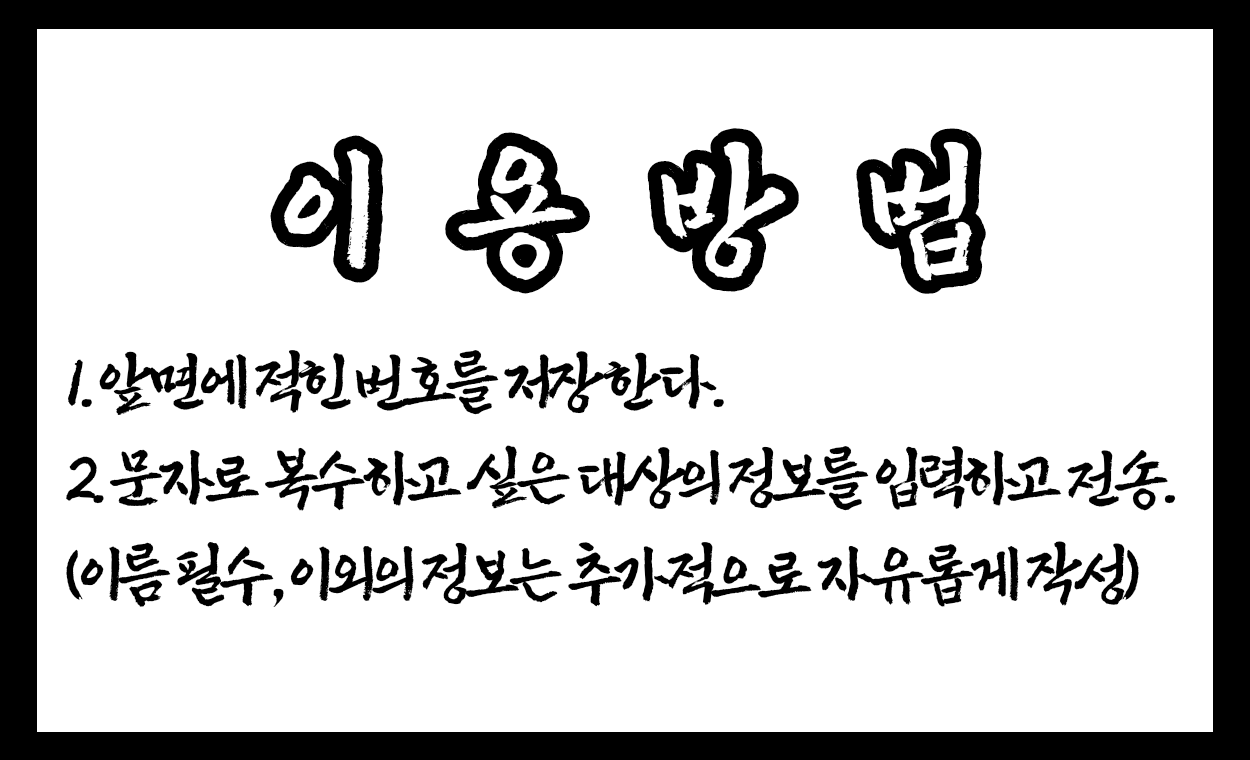 이용방법
1. 앞면에 적힌 번호를 저장한다.
2. 문자로 복수하고 싶은 대상의 정보를 입력하고 전송.
(이름 필수, 이외의 정보는 추가적으로 자유롭게 작성)